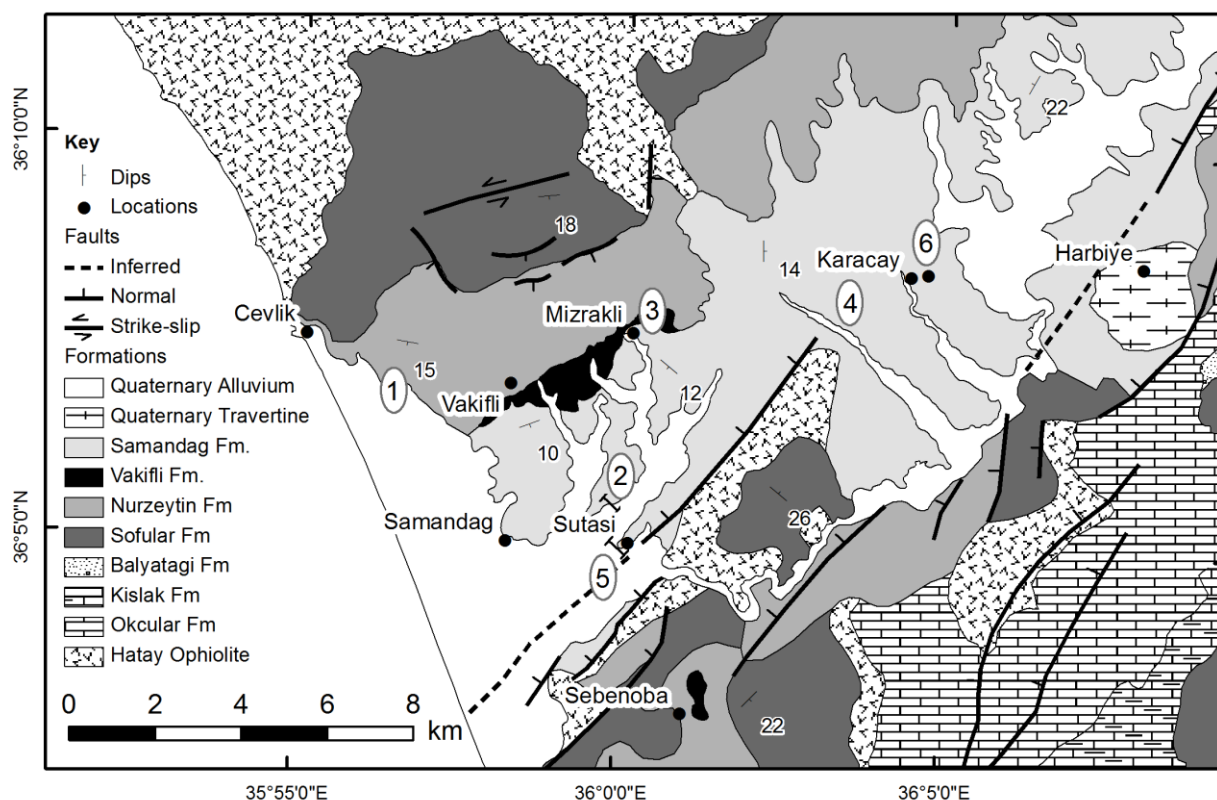 36°10'0"N
36°5'0"N
Key
Dips
Locations
Faults
Inferred
Normal
Strike-slip
Formations
Quaternary Alluvium
Quaternary Travertine
Samandag Fm.
Vakifli Fm.
Nurzeytin Fm
Sofular Fm
Balyatagi Fm
Kislak Fm
Okcular Fm
Hatay Ophiolite
0 2 4 6 8
km
22
18
6
Karacay
Harbiye
14
4
Cevlik
Mizrakli
3
15
1
Vakifli
12
10
2
Samandag
Sutasi
26
5
Sebenoba
22
35°55'0"E
36°0'0"E
36°5'0"E